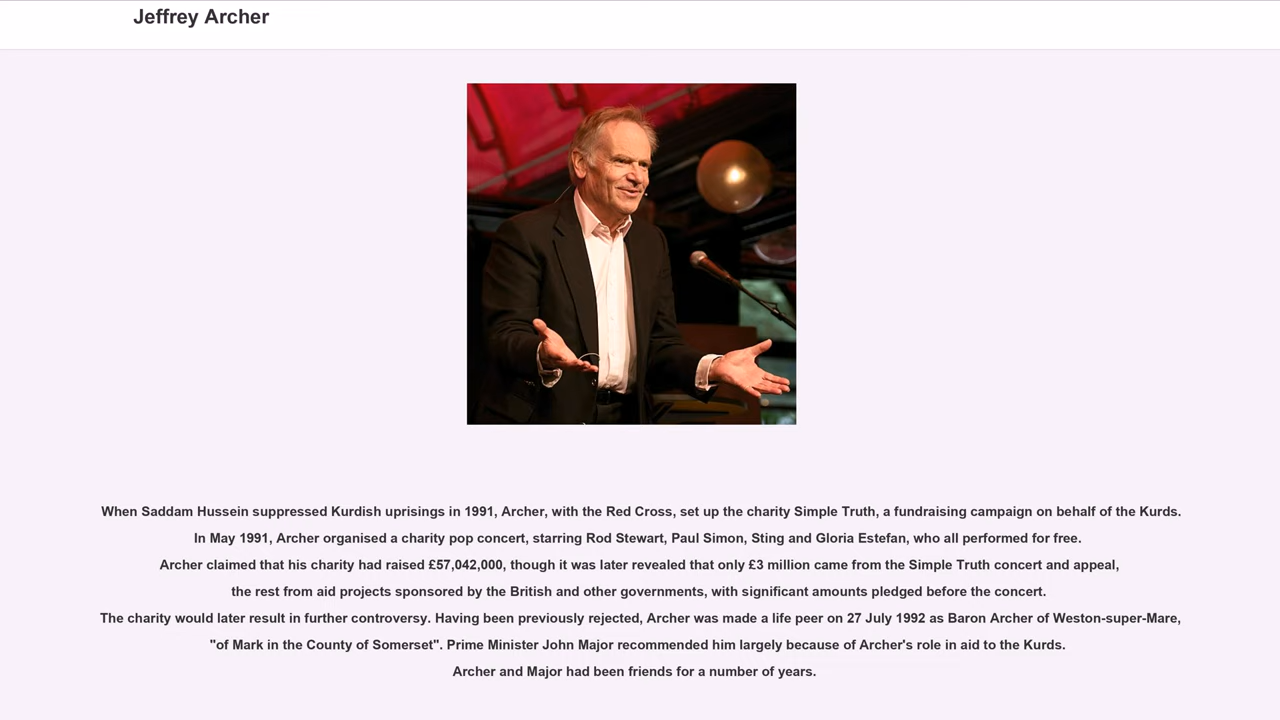 Jeffrey Archer
When Saddam Hussein suppressed Kurdish uprisings in 1991, Archer, with the Red Cross, set up the charity Simple Truth, a fundraising campaign on behalf of the Kurds.
In May 1991, Archer organised a charity pop concert, starring Rod Stewart, Paul Simon, Sting and Gloria Estefan, who all performed for free.
Archer claimed that his charity had raised £57,042,000, though it was later revealed that only £3 million came from the Simple Truth concert and appeal,
the rest from aid projects sponsored by the British and other governments, with significant amounts pledged before the concert.
The charity would later result in further controversy. Having been previously rejected, Archer was made a life peer on 27 July 1992 as Baron Archer of Weston-super-Mare,
"of Mark in the County of Somerset". Prime Minister John Major recommended him largely because of Archer's role in aid to the Kurds.
Archer and Major had been friends for a number of years.